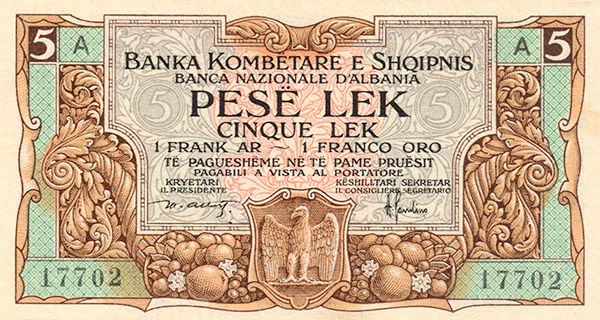 5 A A 5
BANKA KOMBËTARE E SHQIPNIS
BANCA NAZIONALE D'ALBANIA
5 PESË LEK 5
CINQUE LEK
1 FRANK AR ~ 1 FRANCO ORO
TË PAGUESHËME NË TË PAME PRUËSIT
PAGABILI A VISTA AL PORTATORE
KRYETARI KËSHILLTARI SEKRETAR
IL PRESIDENTE IL CONSIGLIERE SEGRETARIO
17702 17702